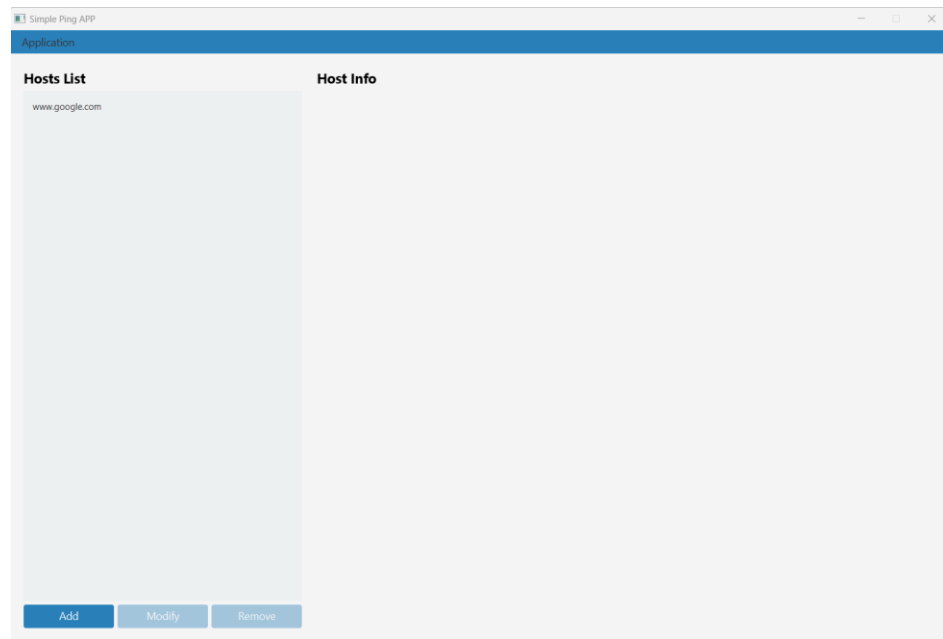 Simple Ping APP
Application
Hosts List
Host Info
www.google.com
Add
Modify
Remove